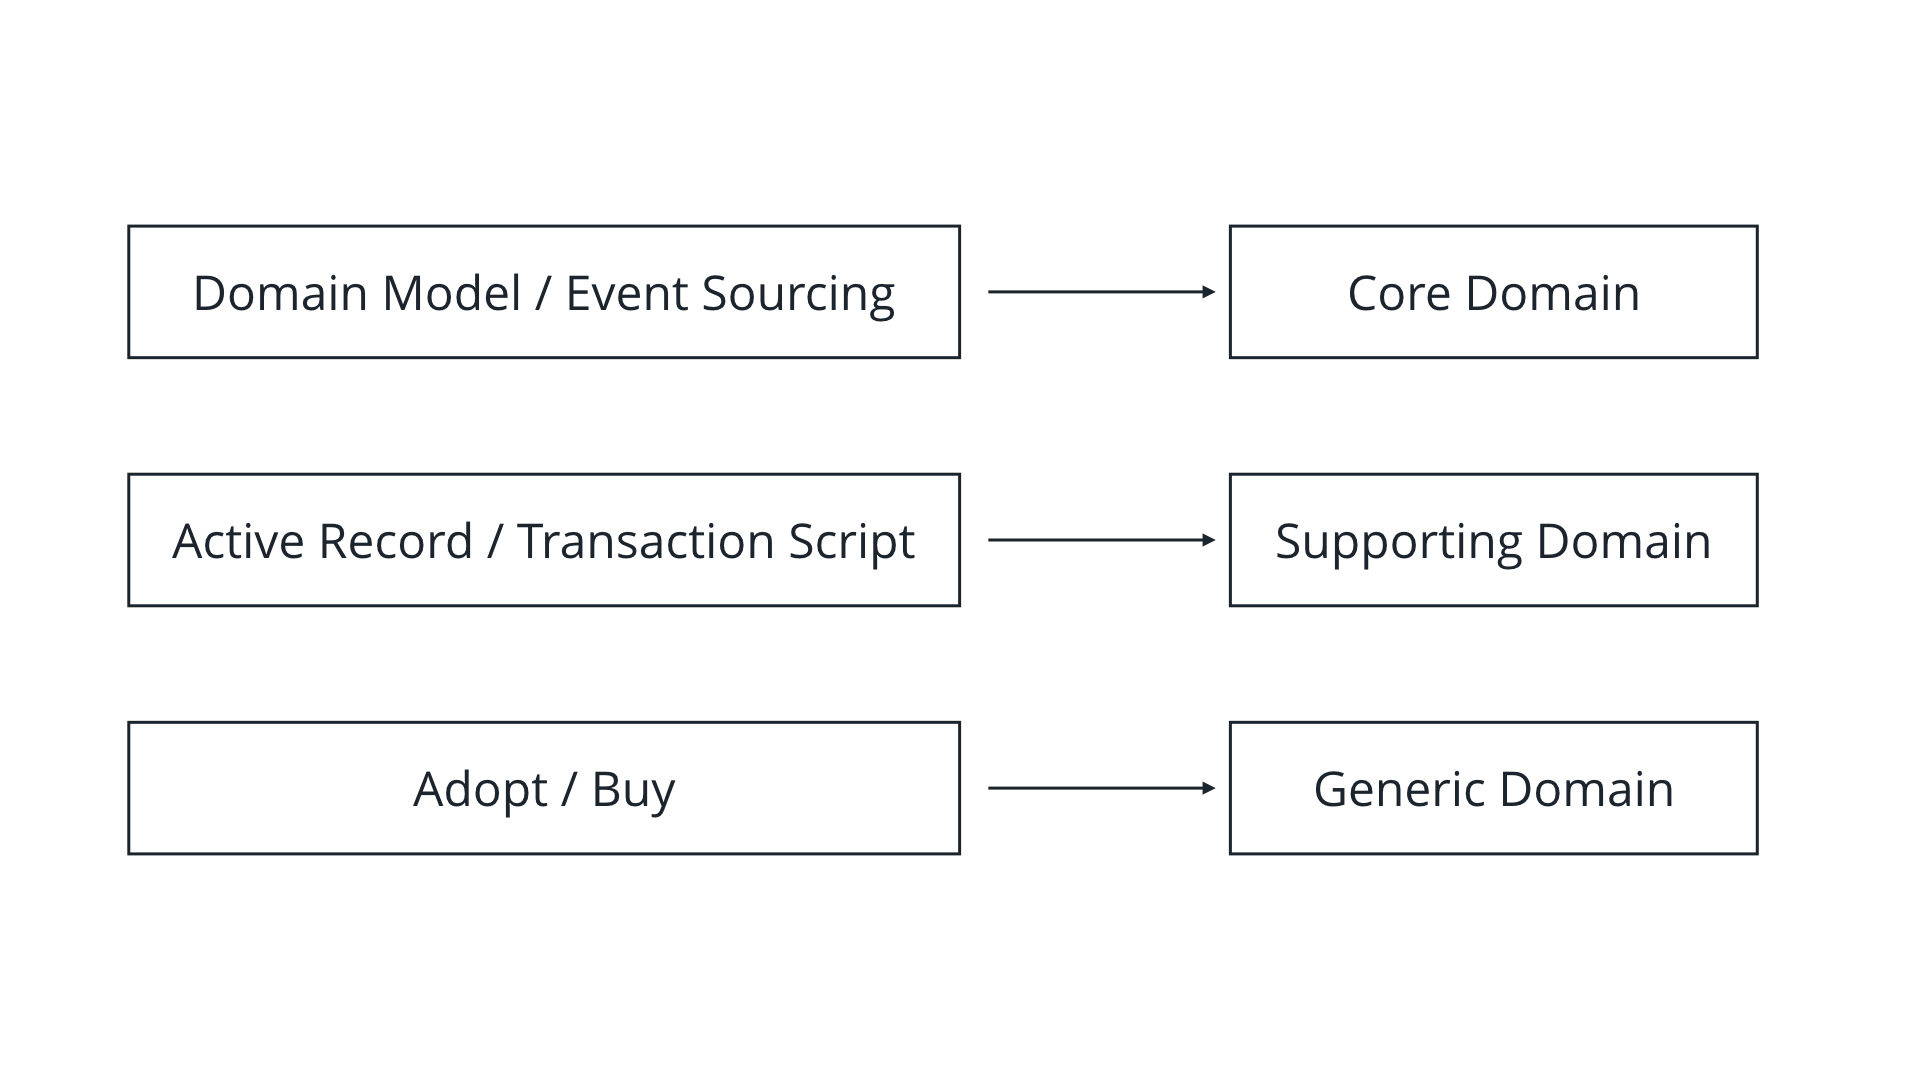 Domain Model / Event Sourcing
Core Domain
Active Record / Transaction Script
Supporting Domain
Adopt / Buy
Generic Domain